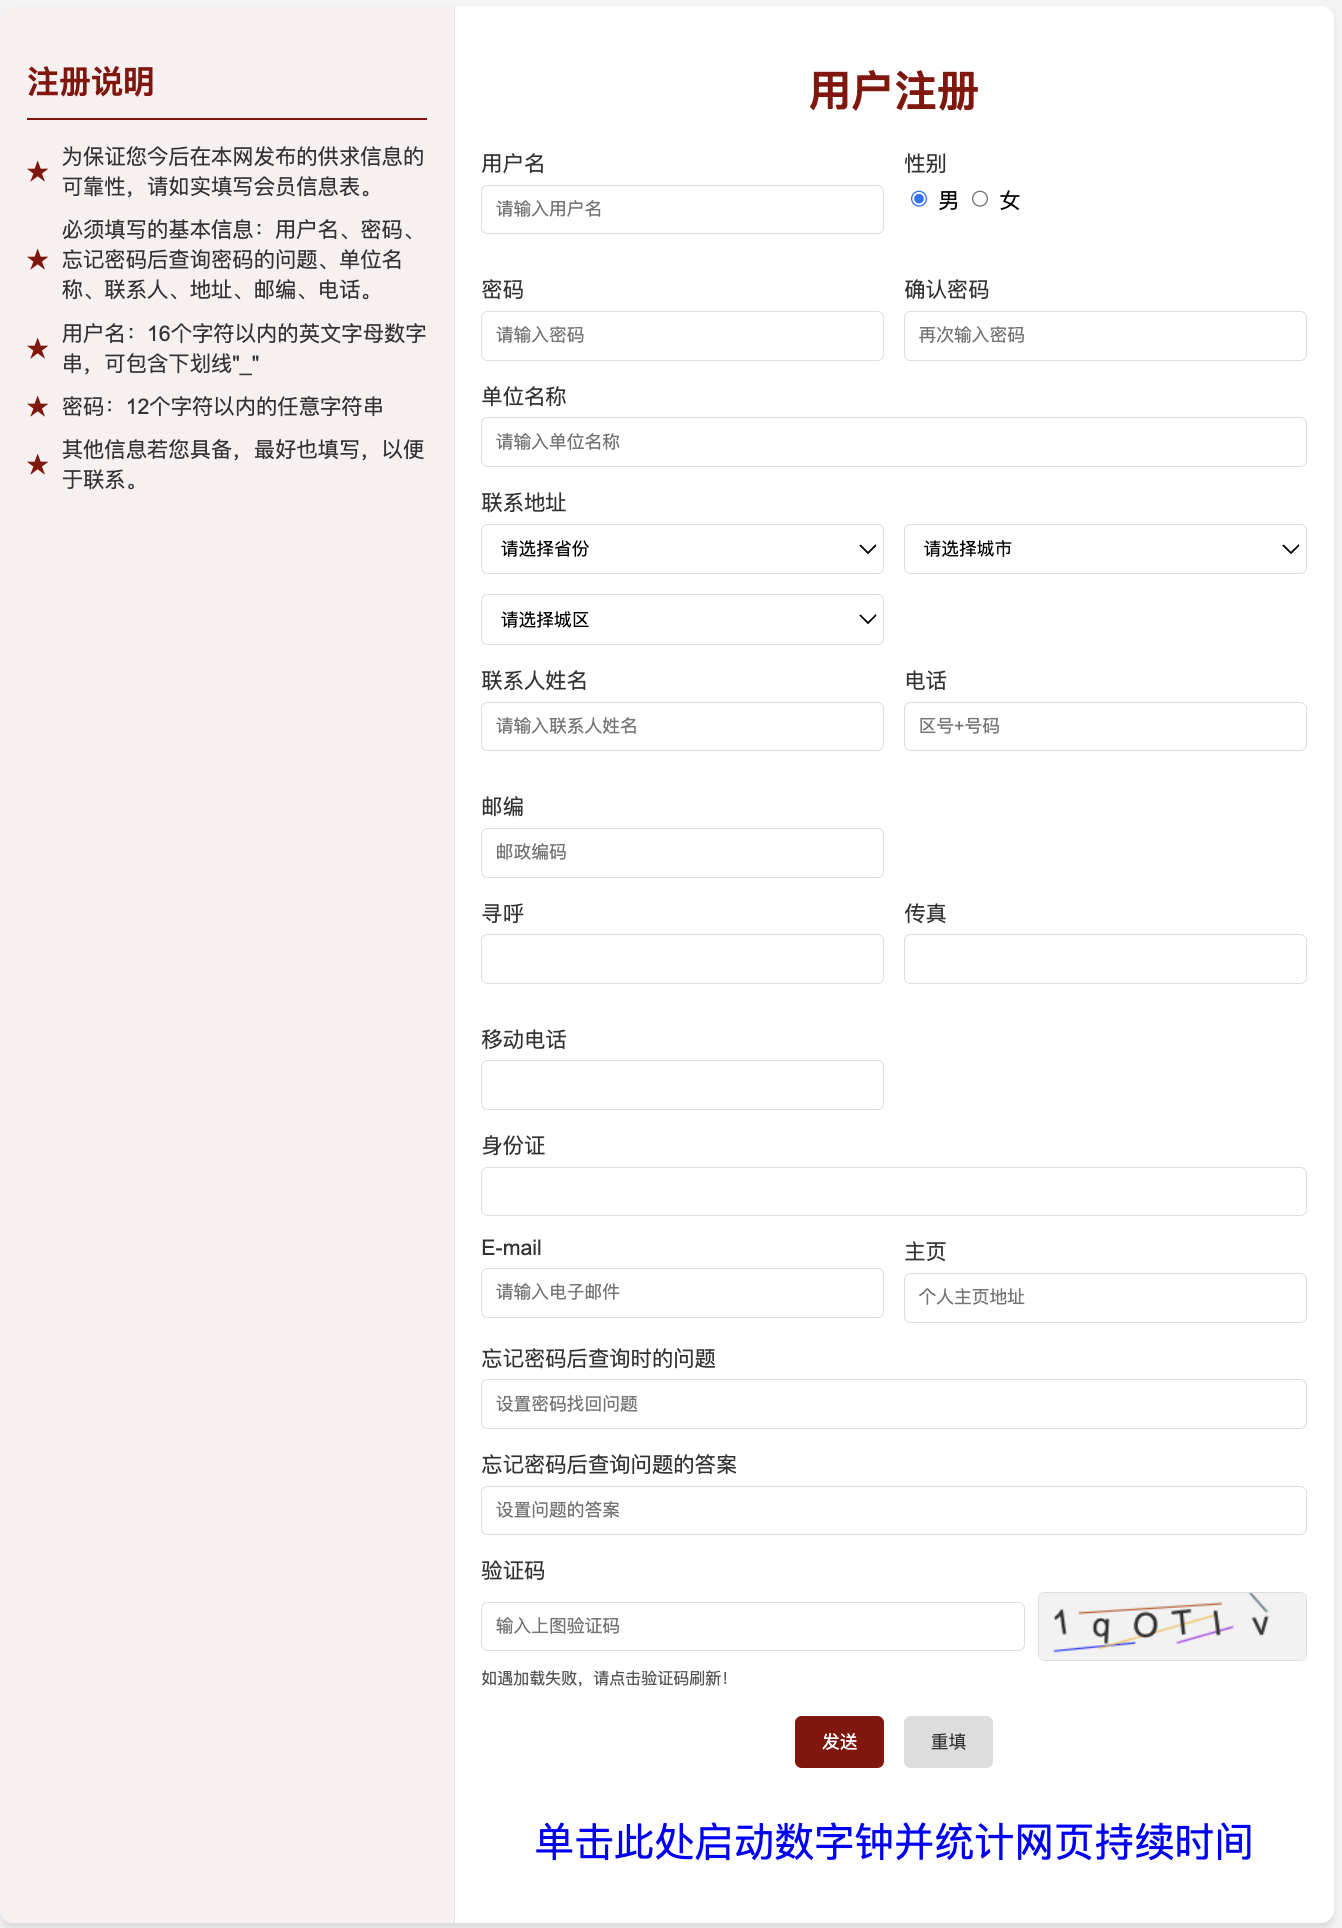 注册说明
为保证您今后在本网发布的供求信息的
可靠性，请如实填写会员信息表。
必须填写的基本信息：用户名、密码、
忘记密码后查询密码的问题、单位名
称、联系人、地址、邮编、电话。
用户名：16个字符以内的英文字母数字
串，可包含下划线"_"
密码：12个字符以内的任意字符串
其他信息若您具备，最好也填写，以便
于联系。
用户注册
用户名 性别
请输入用户名 男 女
密码 确认密码
请输入密码 再次输入密码
单位名称
请输入单位名称
联系地址
请选择省份 请选择城市
请选择城区
联系人姓名 电话
请输入联系人姓名 区号+号码
邮编
邮政编码
寻呼 传真
移动电话
身份证
E-mail 主页
请输入电子邮件 个人主页地址
忘记密码后查询时的问题
设置密码找回问题
忘记密码后查询问题的答案
设置问题的答案
验证码
输入上图验证码
如遇加载失败，请点击验证码刷新！
发送 重填
单击此处启动数字钟并统计网页持续时间